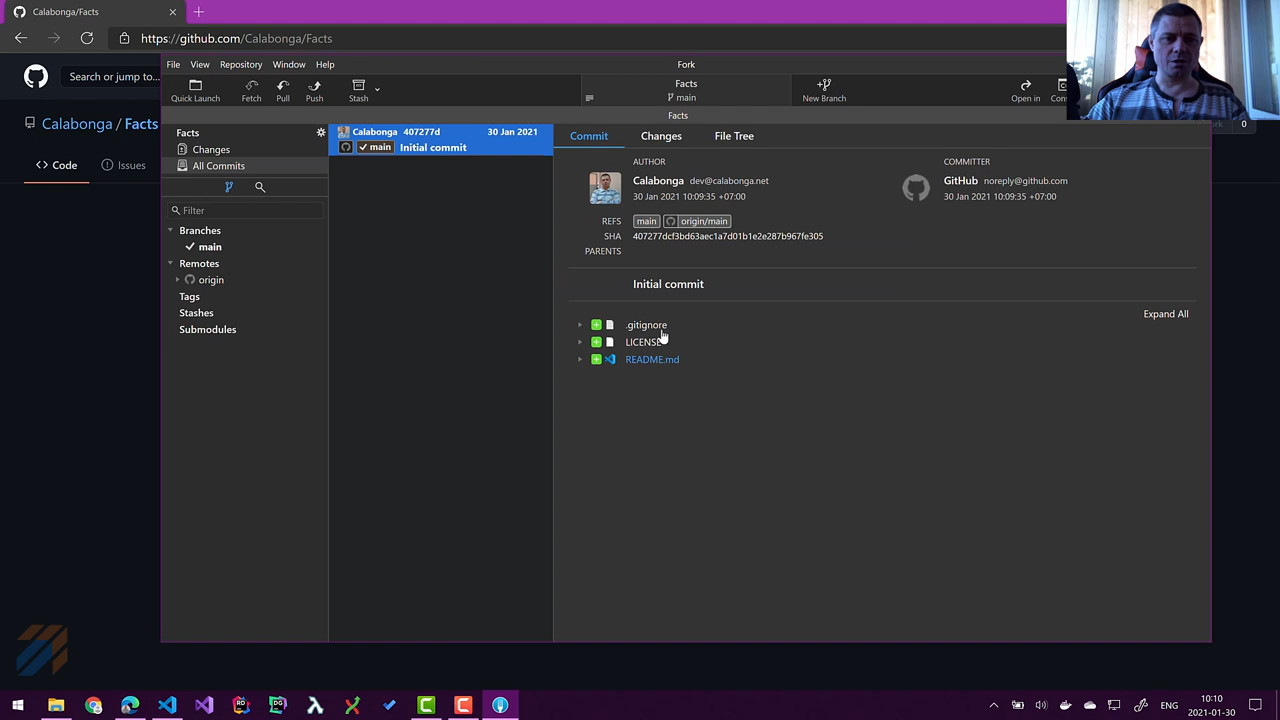 Calabonga/Facts
https://github.com/Calabonga/Facts
File View Repository Window Help
Fork
Search or jump to...
Quick Launch
Fetch
Pull
Push
Stash
Facts
main
New Branch
Open in
Facts
Calabonga / Facts
0
Code
Issues
Facts
Changes
All Commits
Filter
Branches
main
Remotes
origin
Tags
Stashes
Submodules
Calabonga 407277d 30 Jan 2021
main Initial commit
Commit Changes File Tree
AUTHOR
Calabonga dev@calabonga.net
30 Jan 2021 10:09:35 +07:00
COMMITTER
GitHub noreply@github.com
30 Jan 2021 10:09:35 +07:00
REFS main origin/main
SHA 407277dcf3bd63aec1a7d01b1e2e287b967fe305
PARENTS
Initial commit
Expand All
.gitignore
LICENSE
README.md
ENG
10:10
2021-01-30